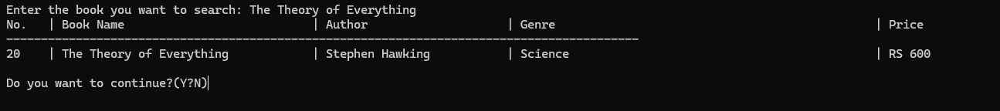 Enter the book you want to search: The Theory of Everything
No.   | Book Name                           | Author                    | Genre                                              | Price
-------------------------------------------------------------------------------------------
20    | The Theory of Everything            | Stephen Hawking           | Science                                            | RS 600
Do you want to continue?(Y?N)